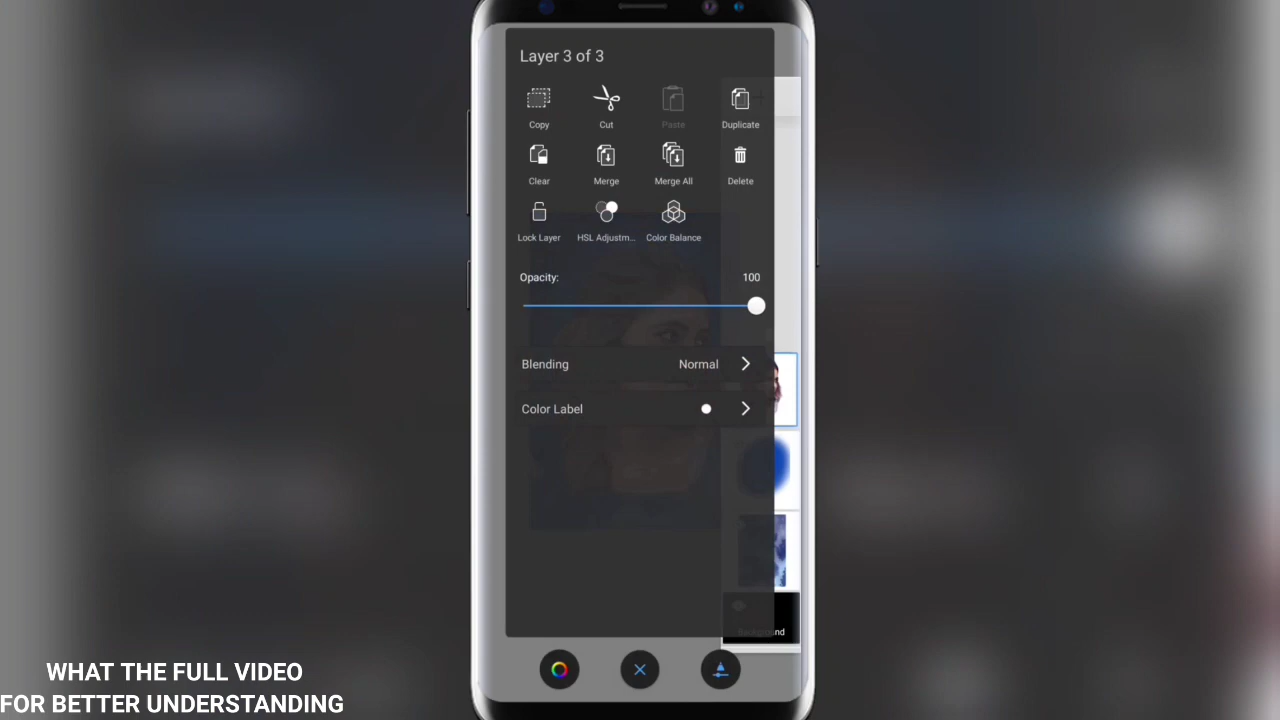 Layer 3 of 3
Copy
Cut
Paste
Duplicate
Clear
Merge
Merge All
Delete
Lock Layer
HSL Adjustm...
Color Balance
Opacity:
100
Blending
Normal
Color Label
Background
WHAT THE FULL VIDEO
FOR BETTER UNDERSTANDING